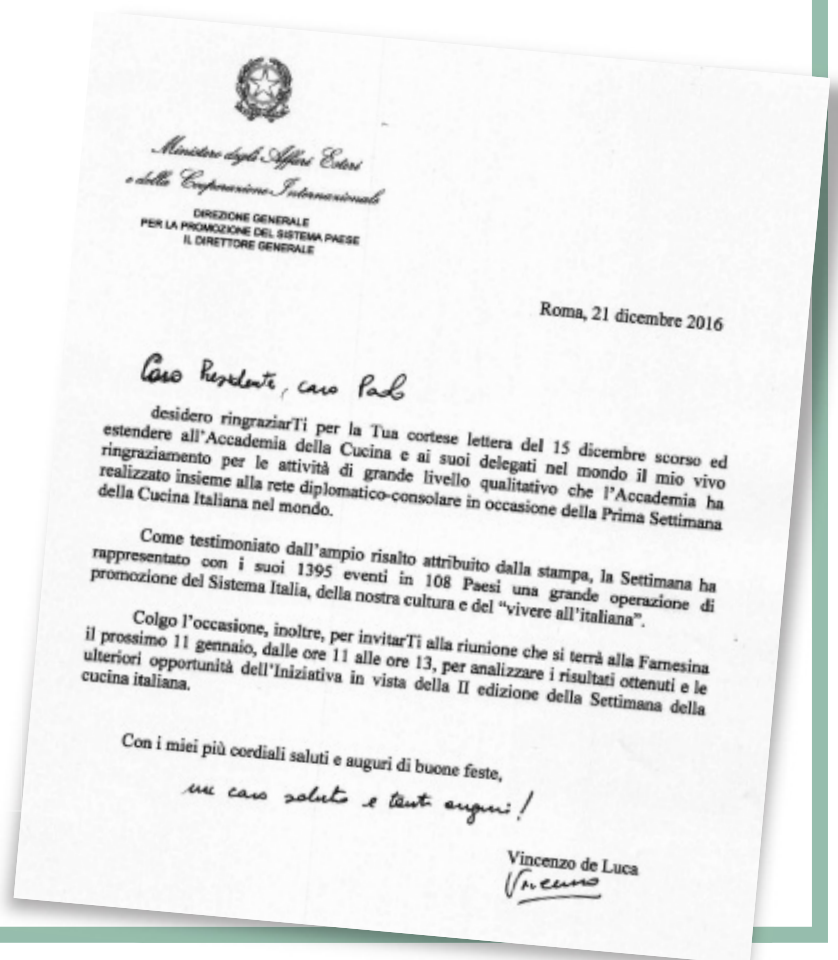 Ministero degli Affari Esteri
e della Cooperazione Internazionale
DIREZIONE GENERALE
PER LA PROMOZIONE DEL SISTEMA PAESE
IL DIRETTORE GENERALE
Roma, 21 dicembre 2016
Caro Presidente, caro Paolo
desidero ringraziarTi per la Tua cortese lettera del 15 dicembre scorso ed
estendere all'Accademia della Cucina e ai suoi delegati nel mondo il mio vivo
ringraziamento per le attività di grande livello qualitativo che l'Accademia ha
realizzato insieme alla rete diplomatico-consolare in occasione della Prima Settimana
della Cucina Italiana nel mondo.
Come testimoniato dall'ampio risalto attribuito dalla stampa, la Settimana ha
rappresentato con i suoi 1395 eventi in 108 Paesi una grande operazione di
promozione del Sistema Italia, della nostra cultura e del “vivere all'italiana”.
Colgo l'occasione, inoltre, per invitarTi alla riunione che si terrà alla Farnesina
il prossimo 11 gennaio, dalle ore 11 alle ore 13, per analizzare i risultati ottenuti e le
ulteriori opportunità dell'Iniziativa in vista della II edizione della Settimana della
cucina italiana.
Con i miei più cordiali saluti e auguri di buone feste,
un caro saluto e tanti auguri!
Vincenzo de Luca
Vincenzo